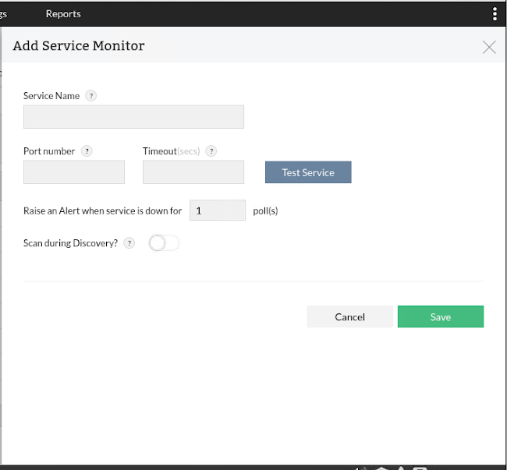 gs Reports
Add Service Monitor
Service Name ?
Port number ? Timeout(secs) ?
Test Service
Raise an Alert when service is down for 1 poll(s)
Scan during Discovery? ?
Cancel Save